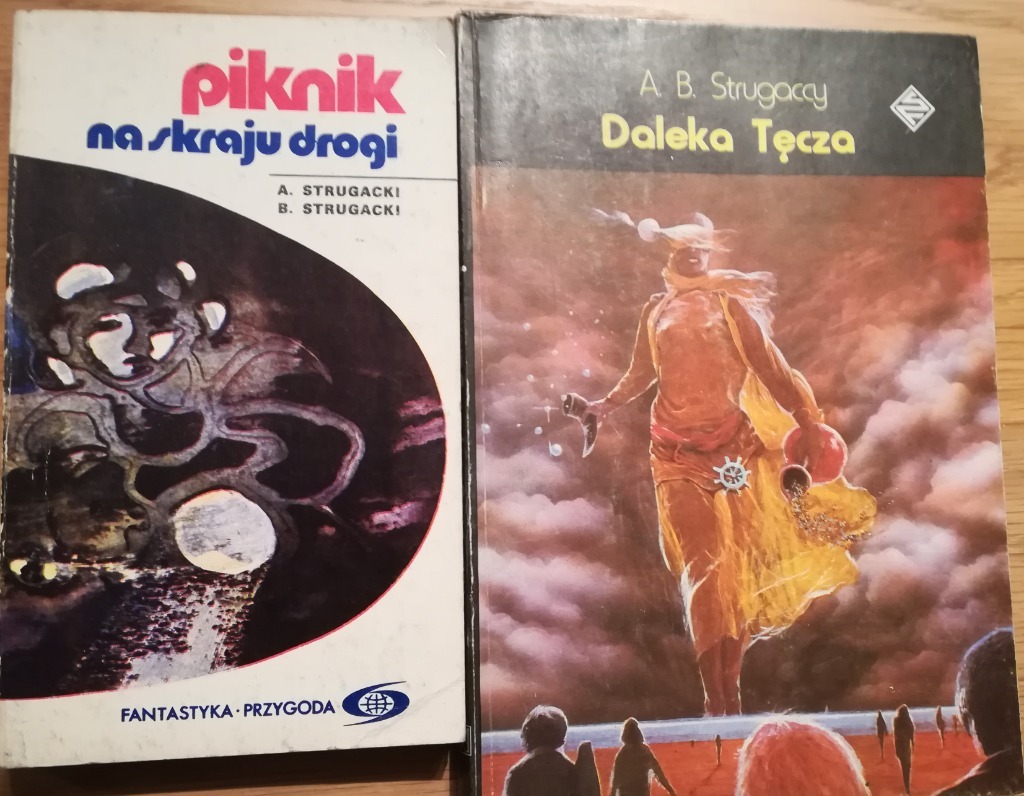 piknik
na skraju drogi
A. STRUGACKI
B. STRUGACKI
FANTASTYKA · PRZYGODA
A. B. Strugaccy
Daleka Tęcza